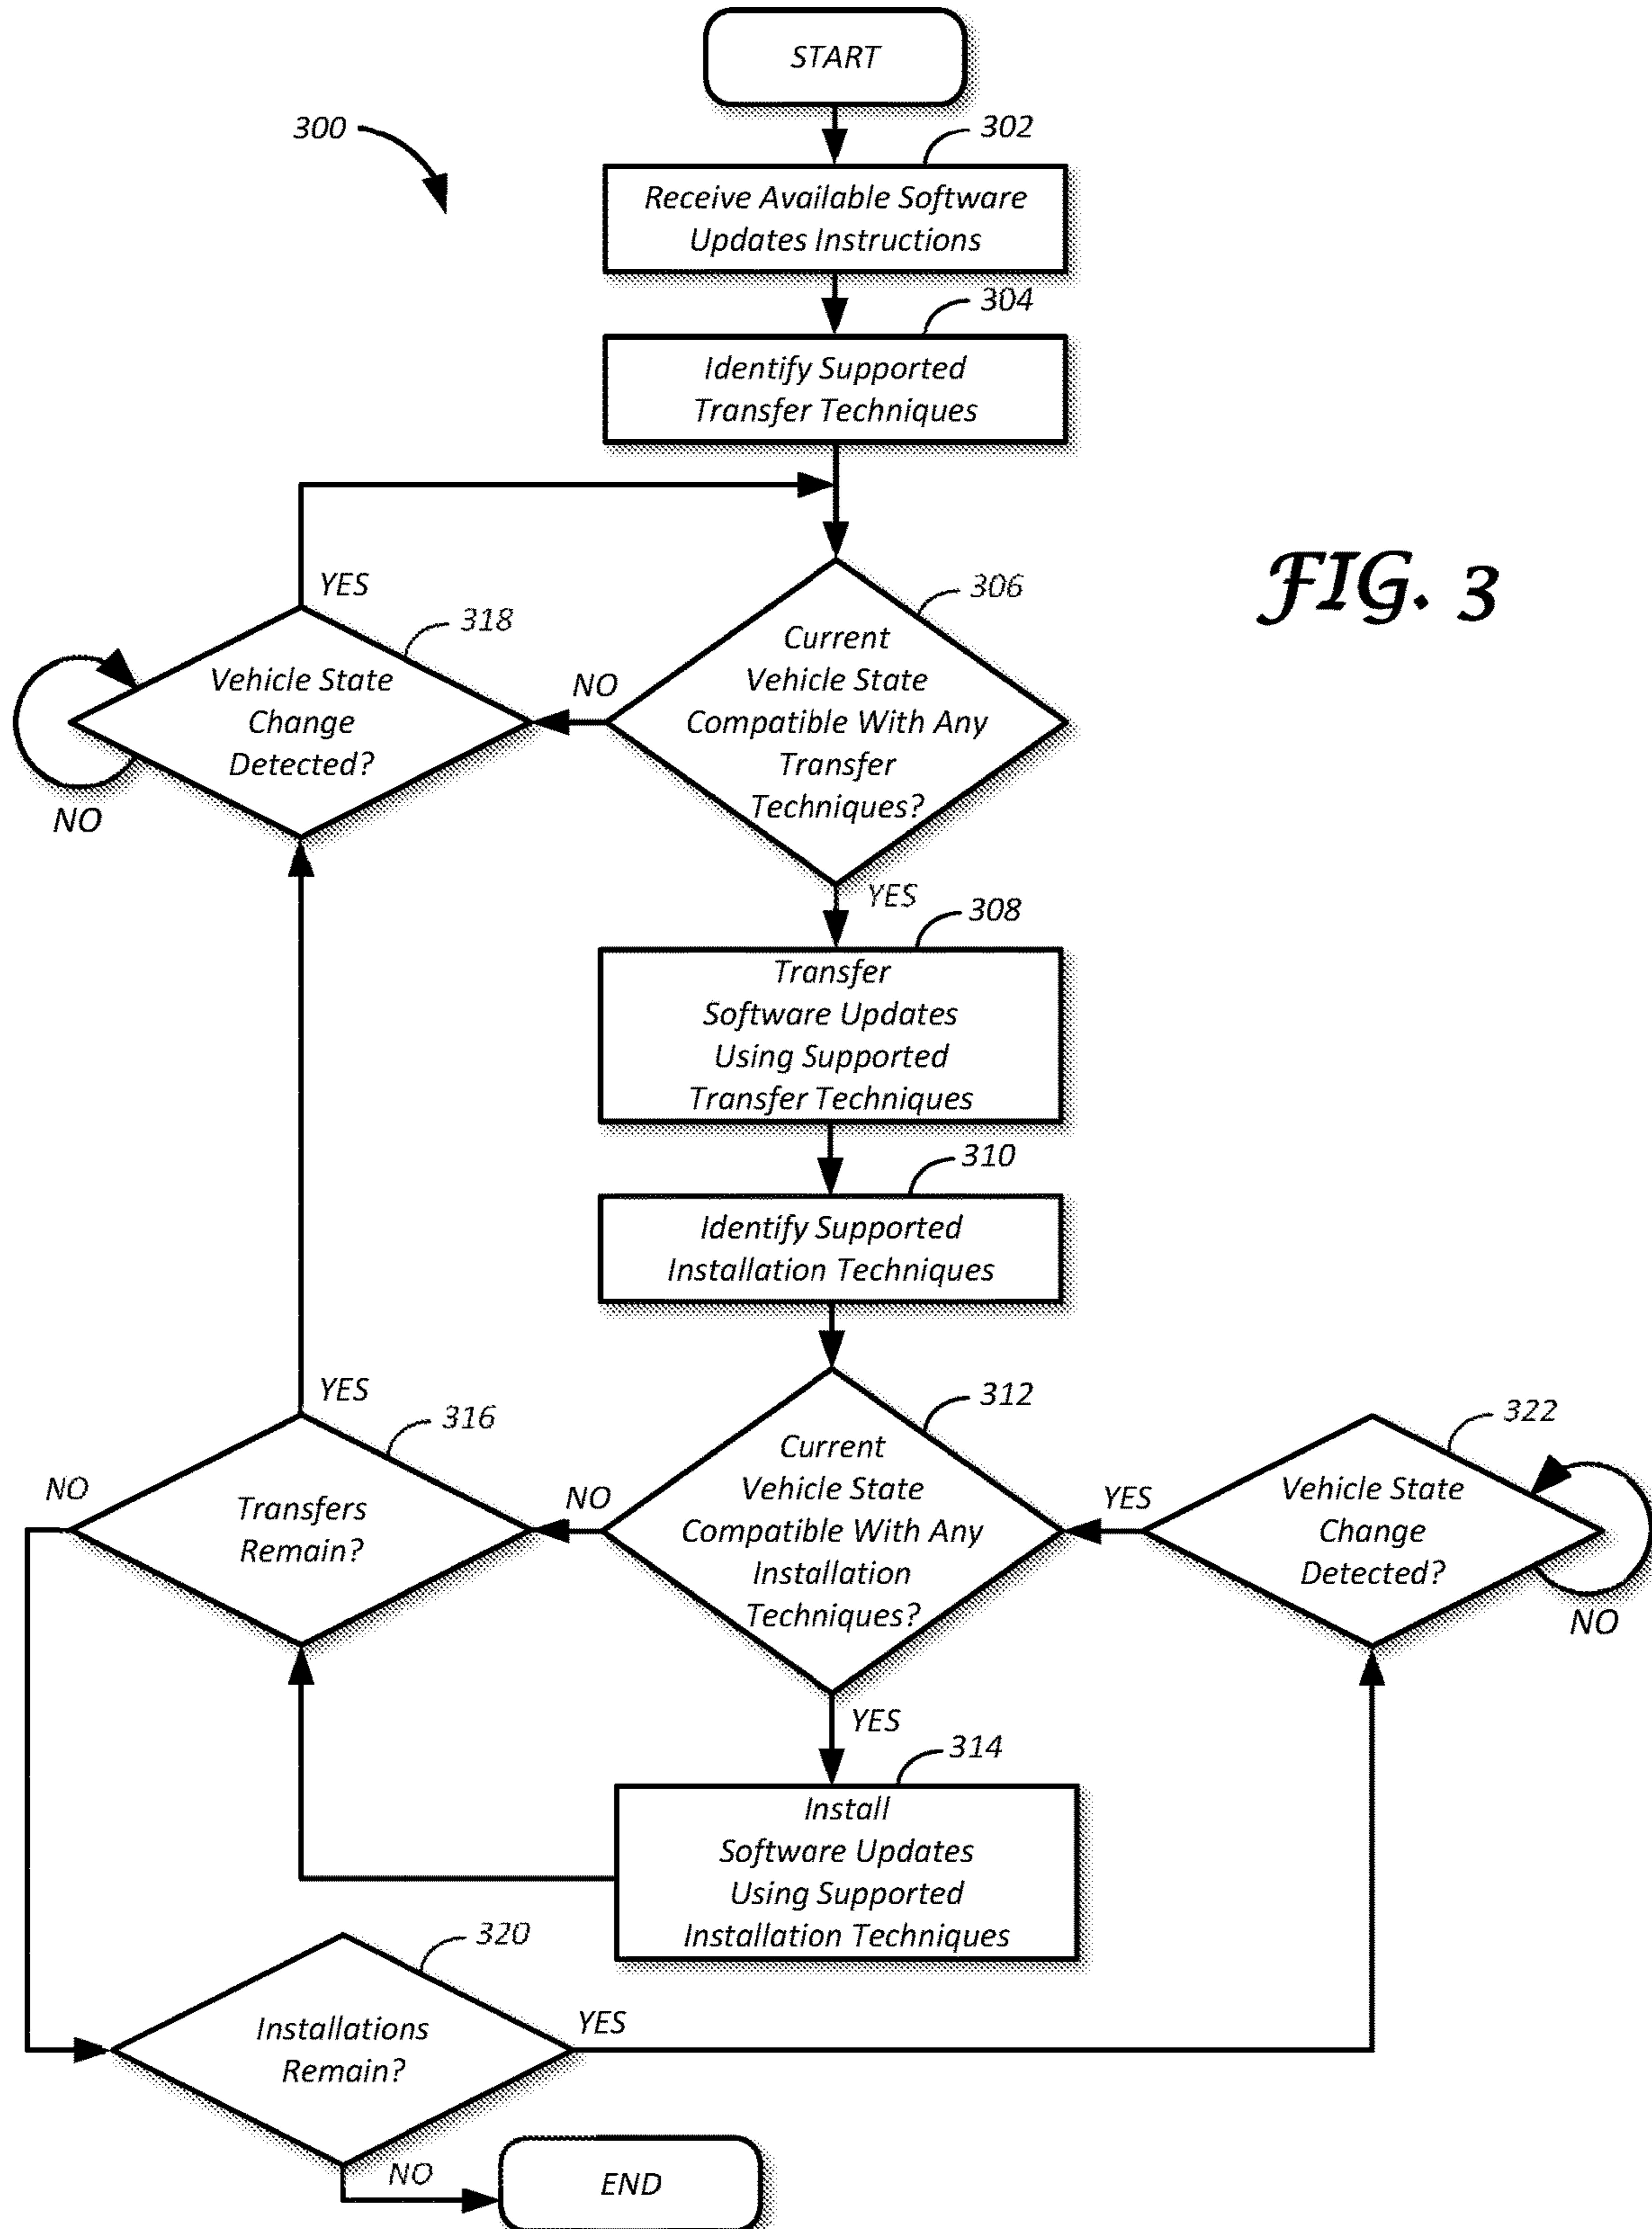 START
300
302
Receive Available Software
Updates Instructions
304
Identify Supported
Transfer Techniques
FIG. 3
YES
318
Vehicle State
Change
Detected?
NO
NO
306
Current
Vehicle State
Compatible With Any
Transfer
Techniques?
YES
308
Transfer
Software Updates
Using Supported
Transfer Techniques
310
Identify Supported
Installation Techniques
YES
316
NO
Transfers
Remain?
NO
312
Current
Vehicle State
Compatible With Any
Installation
Techniques?
YES
322
Vehicle State
Change
Detected?
NO
YES
314
Install
Software Updates
Using Supported
Installation Techniques
320
Installations
Remain?
YES
NO
END